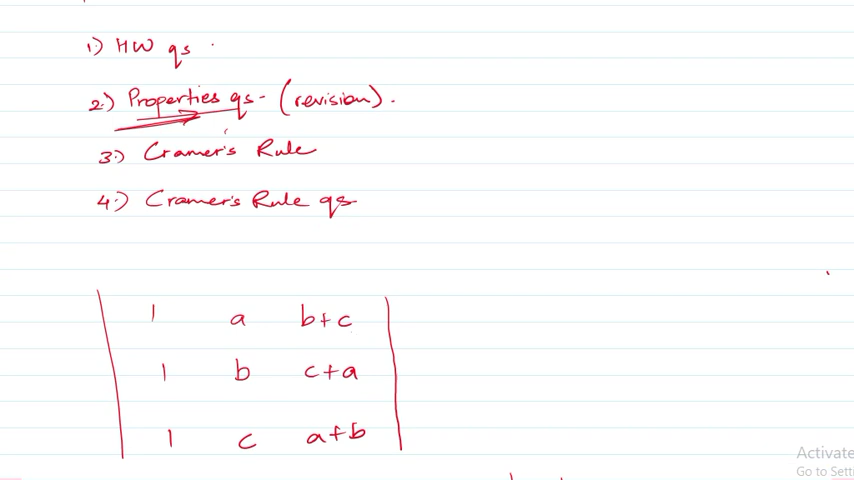 1.) HW qs.
2.) Properties qs - (revision).
3.) Cramer's Rule
4.) Cramer's Rule qs
1 a b+c
1 b c+a
1 c a+b
Activate
Go to Setti